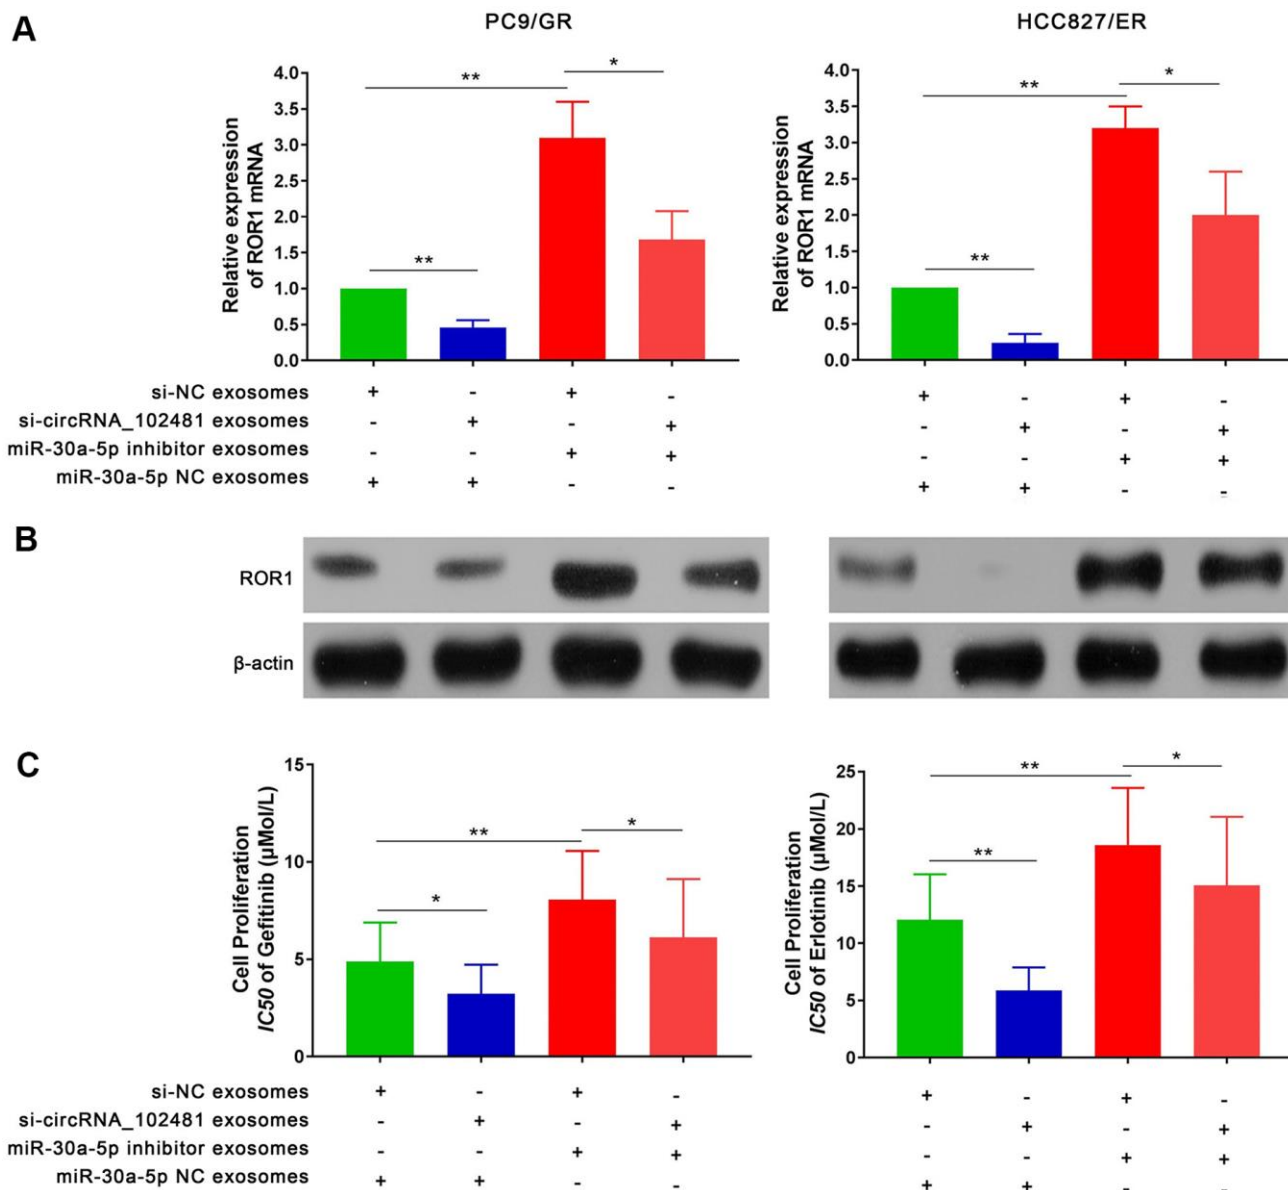 A
PC9/GR
HCC827/ER
Relative expression
of ROR1 mRNA
4.0
3.5
3.0
2.5
2.0
1.5
1.0
0.5
0.0
** * **
Relative expression
of ROR1 mRNA
4.0
3.5
3.0
2.5
2.0
1.5
1.0
0.5
0.0
** * **
si-NC exosomes + - + - + - + -
si-circRNA_102481 exosomes - + - + - + - +
miR-30a-5p inhibitor exosomes - - + + - - + +
miR-30a-5p NC exosomes + + - - + + - -
B
ROR1
β-actin
C
Cell Proliferation
IC50 of Gefitinib (μMol/L)
15
10
5
0
** * *
Cell Proliferation
IC50 of Erlotinib (μMol/L)
25
20
15
10
5
0
** * **
si-NC exosomes + - + - + - + -
si-circRNA_102481 exosomes - + - + - + - +
miR-30a-5p inhibitor exosomes - - + + - - + +
miR-30a-5p NC exosomes + + - - + + - -